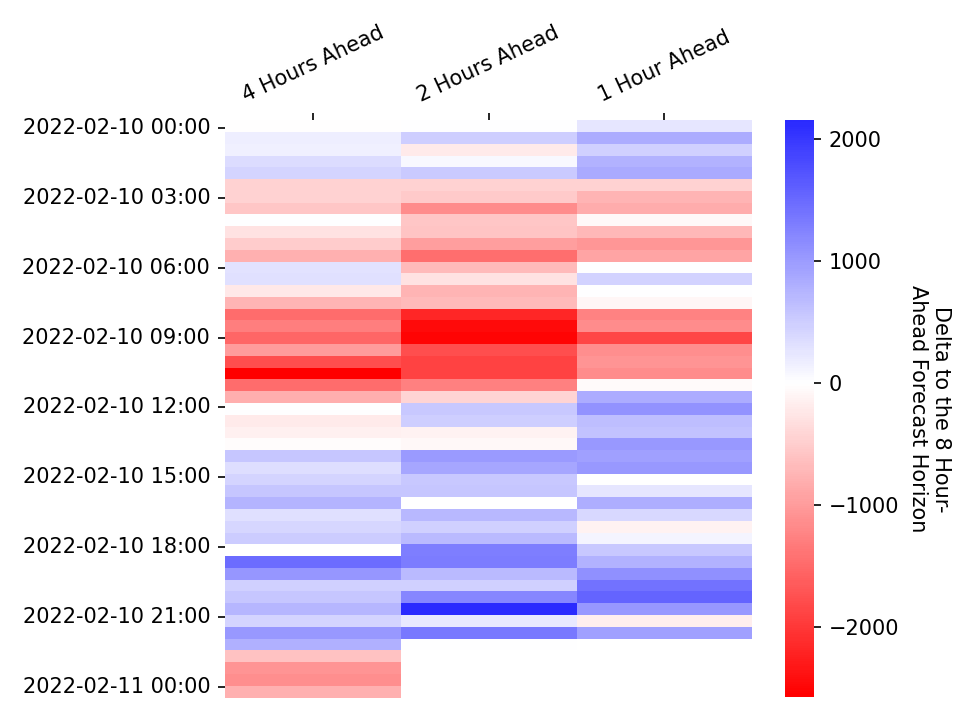 4 Hours Ahead
2 Hours Ahead
1 Hour Ahead
2022-02-10 00:00
2022-02-10 03:00
2022-02-10 06:00
2022-02-10 09:00
2022-02-10 12:00
2022-02-10 15:00
2022-02-10 18:00
2022-02-10 21:00
2022-02-11 00:00
2000
1000
0
−1000
−2000
Delta to the 8 Hour-
Ahead Forecast Horizon